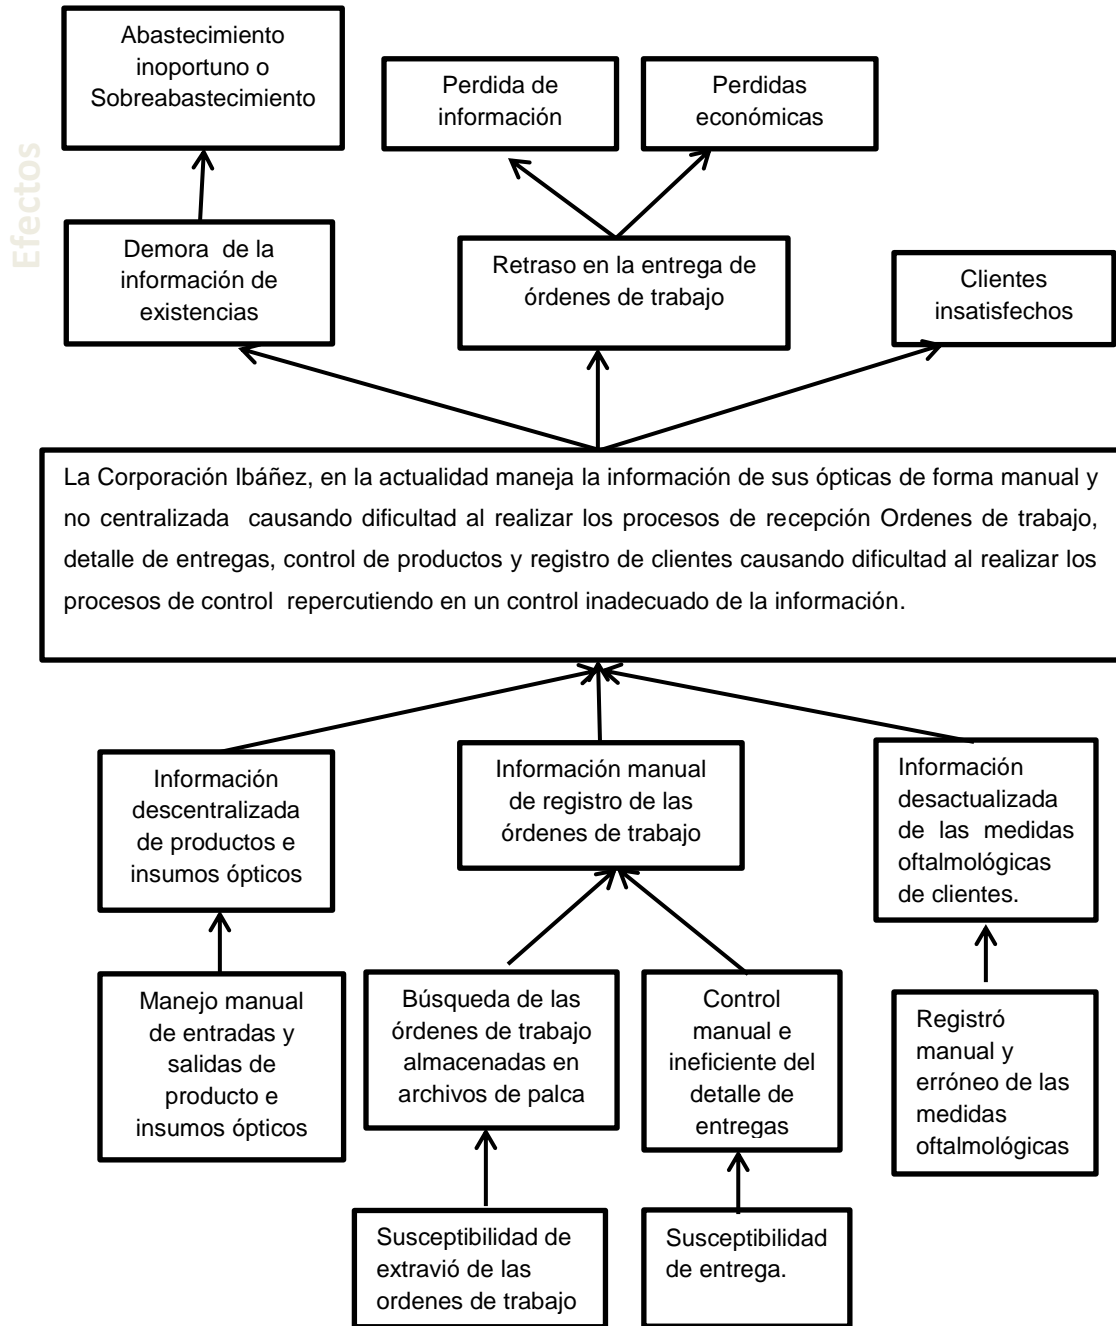 Efectos
Abastecimiento
inoportuno o
Sobreabastecimiento
Perdida de
información
Perdidas
económicas
Demora de la
información de
existencias
Retraso en la entrega de
órdenes de trabajo
Clientes
insatisfechos
La Corporación Ibáñez, en la actualidad maneja la información de sus ópticas de forma manual y
no centralizada causando dificultad al realizar los procesos de recepción Ordenes de trabajo,
detalle de entregas, control de productos y registro de clientes causando dificultad al realizar los
procesos de control repercutiendo en un control inadecuado de la información.
Información
descentralizada
de productos e
insumos ópticos
Información manual
de registro de las
órdenes de trabajo
Información
desactualizada
de las medidas
oftalmológicas
de clientes.
Manejo manual
de entradas y
salidas de
producto e
insumos ópticos
Búsqueda de las
órdenes de trabajo
almacenadas en
archivos de palca
Control
manual e
ineficiente del
detalle de
entregas
Registró
manual y
erróneo de las
medidas
oftalmológicas
Susceptibilidad de
extravió de las
ordenes de trabajo
Susceptibilidad
de entrega.